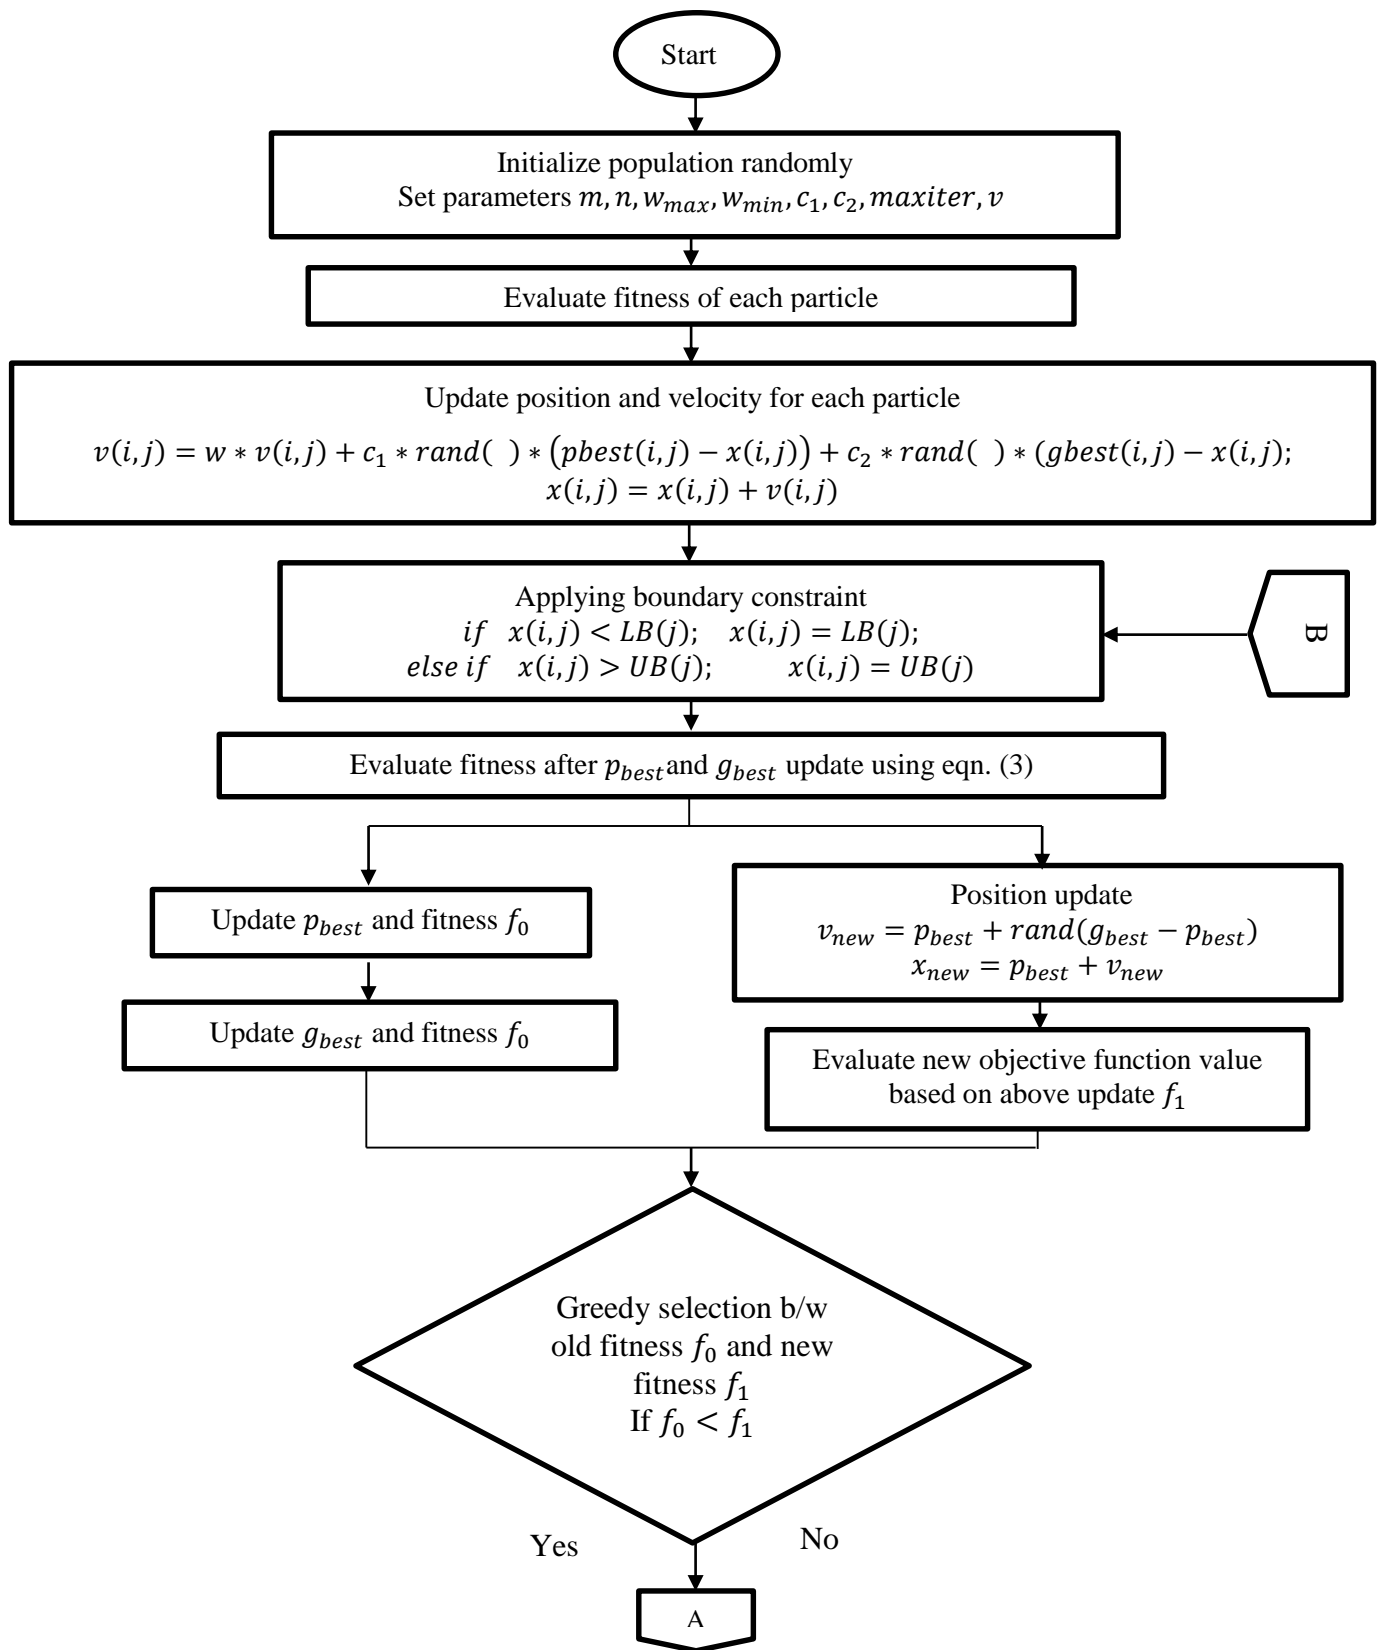 Start
Initialize population randomly
Set parameters m, n, w_max, w_min, c_1, c_2, maxiter, v
Evaluate fitness of each particle
Update position and velocity for each particle
v(i,j) = w * v(i,j) + c_1 * rand( ) * (pbest(i,j) − x(i,j)) + c_2 * rand( ) * (gbest(i,j) − x(i,j);
x(i,j) = x(i,j) + v(i,j)
Applying boundary constraint
if x(i,j) < LB(j); x(i,j) = LB(j);
else if x(i,j) > UB(j); x(i,j) = UB(j)
B
Evaluate fitness after p_best and g_best update using eqn. (3)
Update p_best and fitness f_0
Update g_best and fitness f_0
Position update
v_new = p_best + rand(g_best − p_best)
x_new = p_best + v_new
Evaluate new objective function value
based on above update f_1
Greedy selection b/w
old fitness f_0 and new
fitness f_1
If f_0 < f_1
Yes
No
A